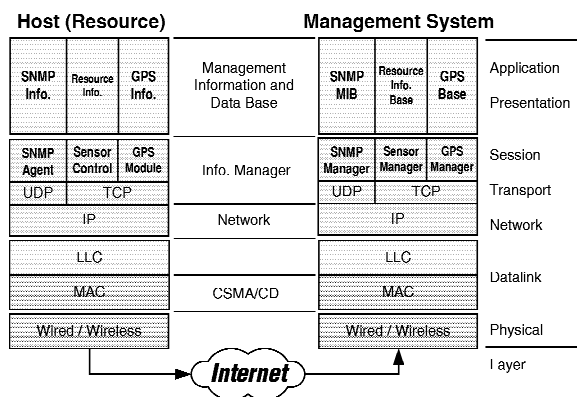 Host (Resource)
Management System
SNMP Info.
Resource Info.
GPS Info.
Management Information and Data Base
SNMP MIB
Resource Info. Base
GPS Base
Application
Presentation
SNMP Agent
Sensor Control
GPS Module
Info. Manager
SNMP Manager
Sensor Manager
GPS Manager
Session
UDP
TCP
UDP
TCP
Transport
IP
Network
IP
Network
LLC
LLC
Datalink
MAC
CSMA/CD
MAC
Wired / Wireless
Wired / Wireless
Physical
Internet
Layer